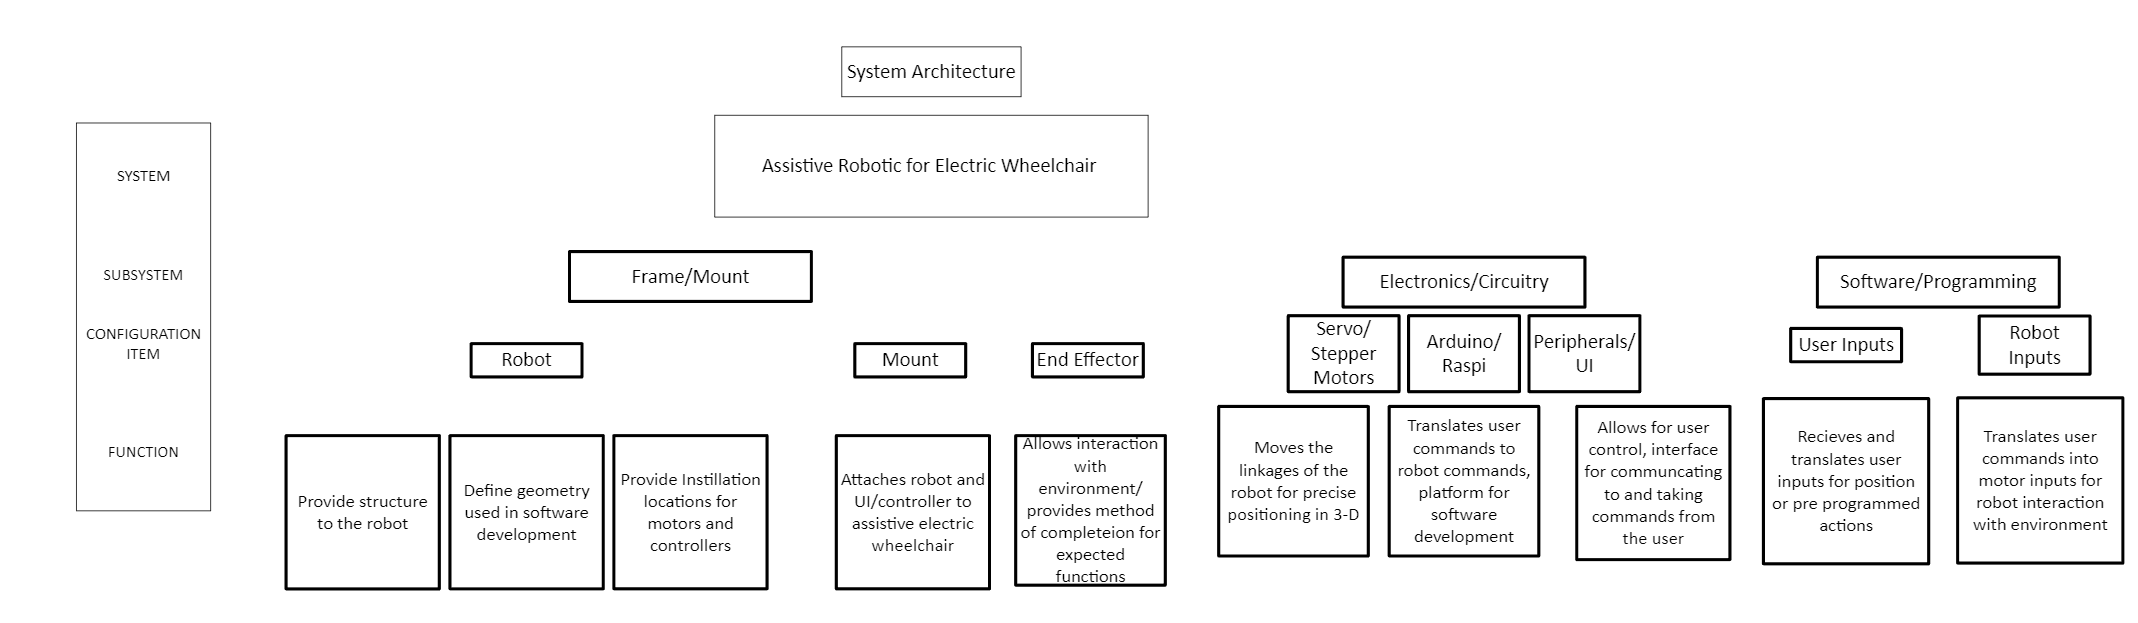 System Architecture
Assistive Robotic for Electric Wheelchair
SYSTEM
SUBSYSTEM
CONFIGURATION
ITEM
FUNCTION
Frame/Mount
Electronics/Circuitry
Software/Programming
Robot
Mount
End Effector
Servo/
Stepper
Motors
Arduino/
Raspi
Peripherals/
UI
User Inputs
Robot
Inputs
Provide structure
to the robot
Define geometry
used in software
development
Provide Instillation
locations for
motors and
controllers
Attaches robot and
UI/controller to
assistive electric
wheelchair
Allows interaction
with
environment/
provides method
of completeion for
expected
functions
Moves the
linkages of the
robot for precise
positioning in 3-D
Translates user
commands to
robot commands,
platform for
software
development
Allows for user
control, interface
for communcating
to and taking
commands from
the user
Recieves and
translates user
inputs for position
or pre programmed
actions
Translates user
commands into
motor inputs for
robot interaction
with environment